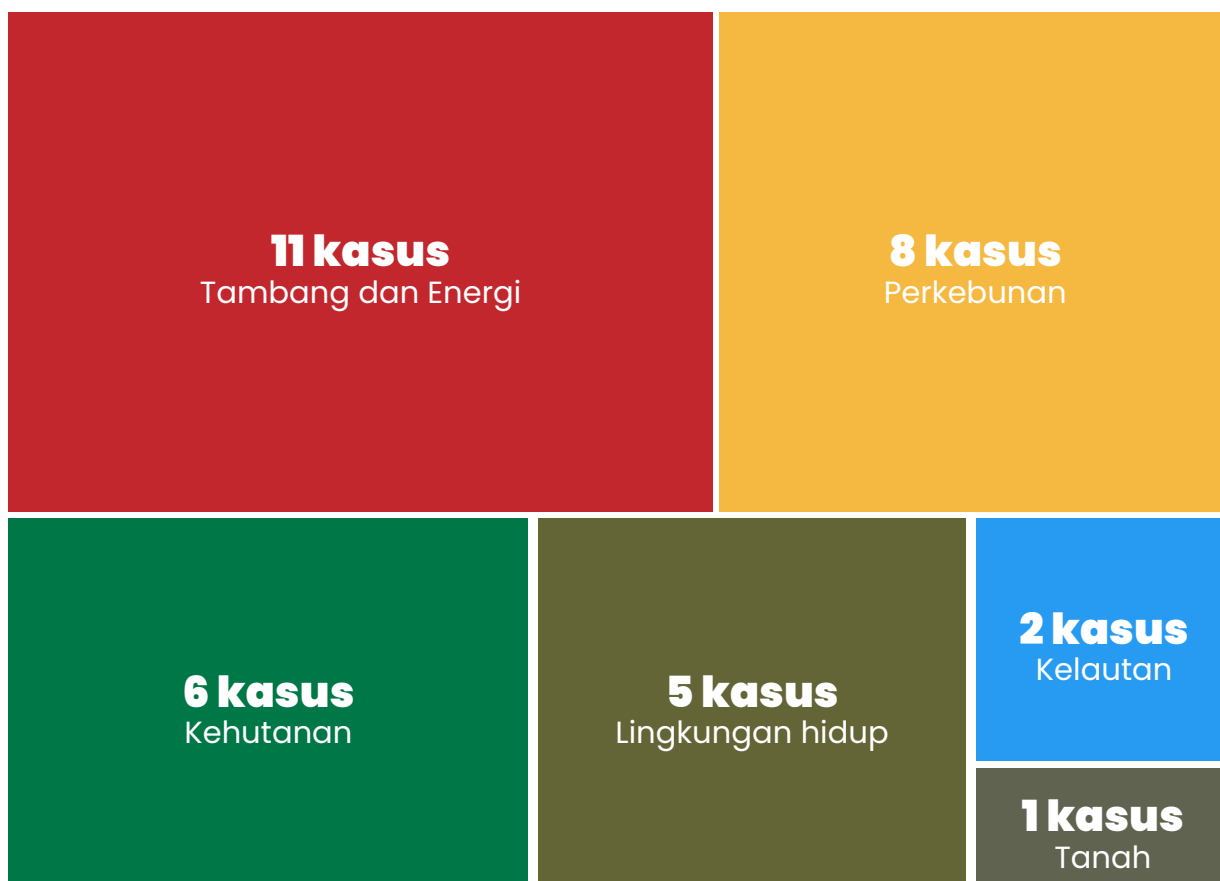 11 kasus
Tambang dan Energi
8 kasus
Perkebunan
6 kasus
Kehutanan
5 kasus
Lingkungan hidup
2 kasus
Kelautan
1 kasus
Tanah